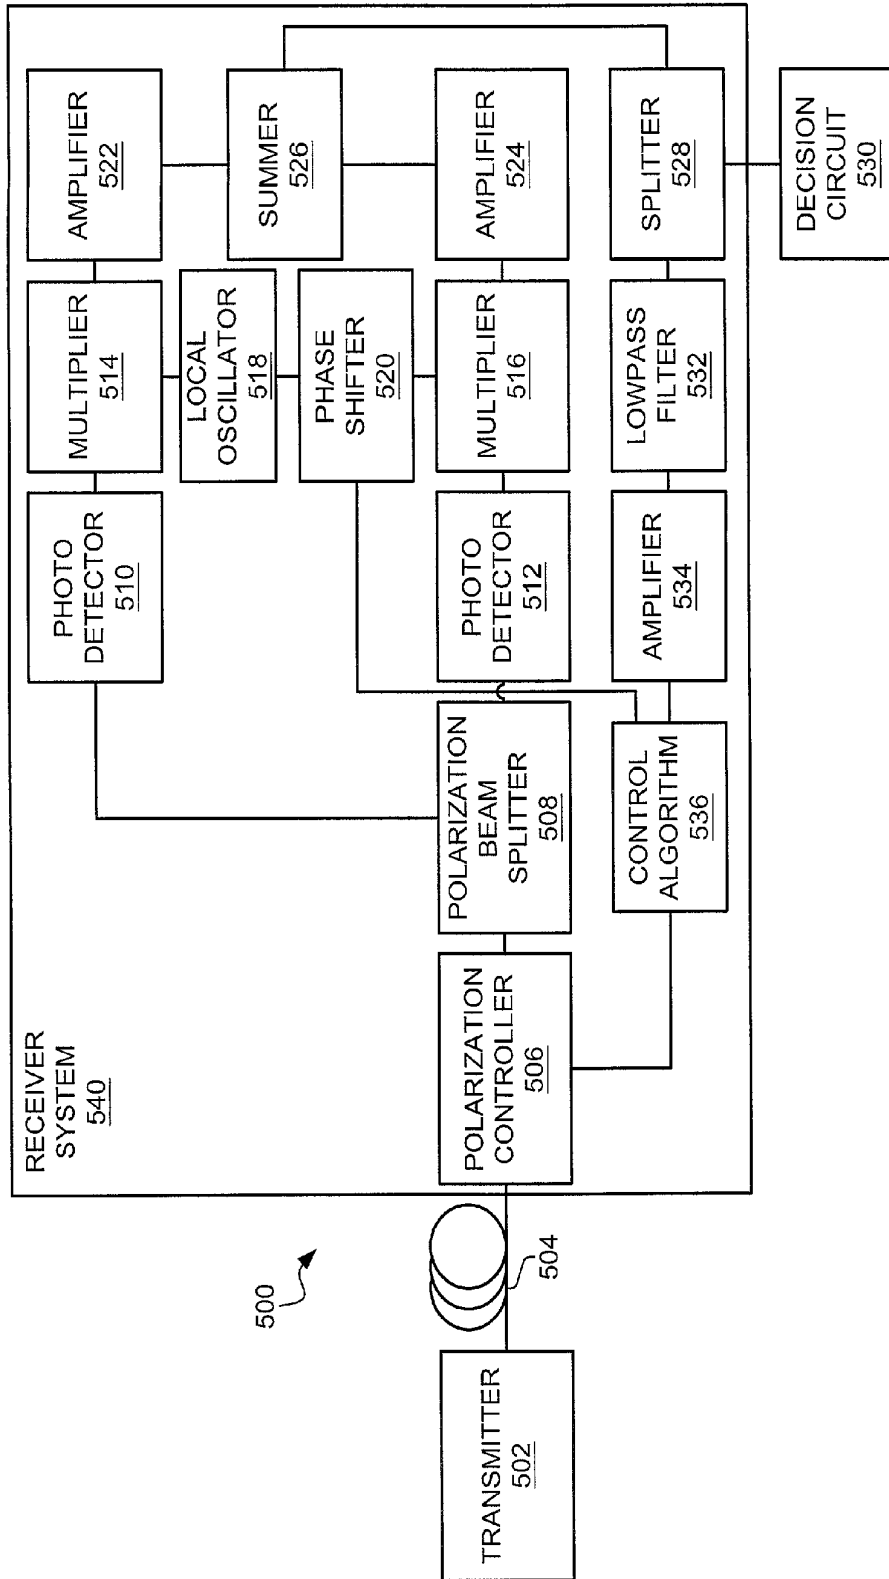 RECEIVER
SYSTEM
540
PHOTO
DETECTOR
510
MULTIPLIER
514
AMPLIFIER
522
LOCAL
OSCILLATOR
518
SUMMER
526
PHASE
SHIFTER
520
500
504
TRANSMITTER
502
POLARIZATION
CONTROLLER
506
POLARIZATION
BEAM
SPLITTER
508
PHOTO
DETECTOR
512
MULTIPLIER
516
AMPLIFIER
524
CONTROL
ALGORITHM
536
AMPLIFIER
534
LOWPASS
FILTER
532
SPLITTER
528
DECISION
CIRCUIT
530